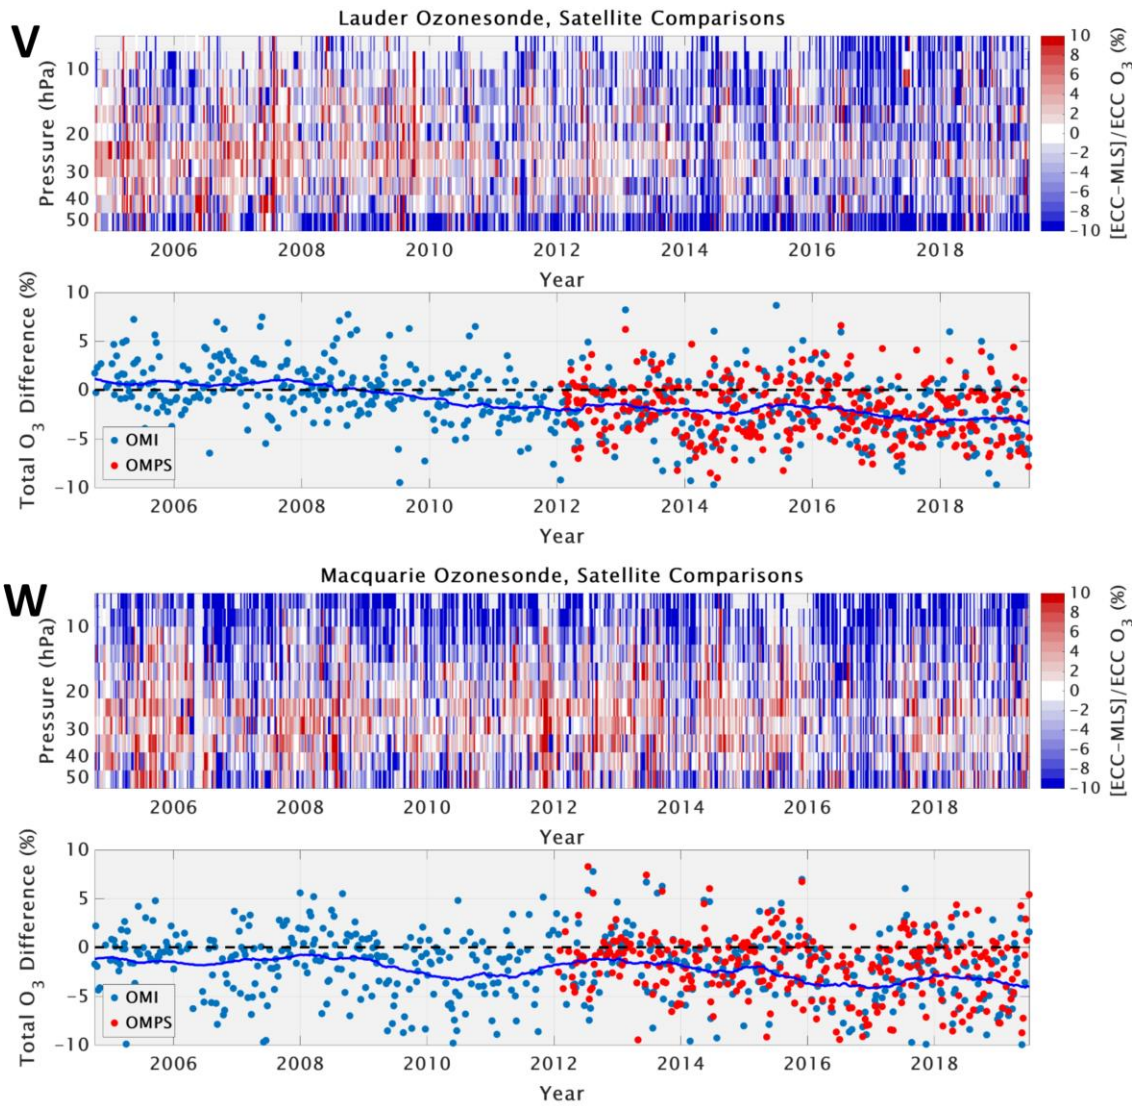 V
Lauder Ozonesonde, Satellite Comparisons
Pressure (hPa)
10
20
30
40
50
2006 2008 2010 2012 2014 2016 2018
Year
10
8
6
4
2
0
−2
−4
−6
−8
−10
[ECC−MLS]/ECC O3 (%)
Total O3 Difference (%)
10
5
0
−5
−10
OMI
OMPS
2006 2008 2010 2012 2014 2016 2018
Year
W
Macquarie Ozonesonde, Satellite Comparisons
Pressure (hPa)
10
20
30
40
50
2006 2008 2010 2012 2014 2016 2018
Year
10
8
6
4
2
0
−2
−4
−6
−8
−10
[ECC−MLS]/ECC O3 (%)
Total O3 Difference (%)
10
5
0
−5
−10
OMI
OMPS
2006 2008 2010 2012 2014 2016 2018
Year